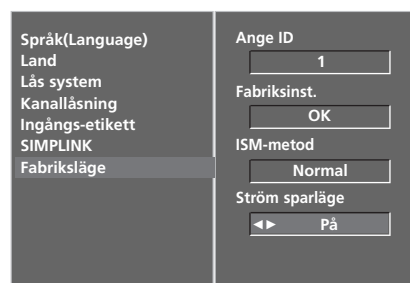 Språk(Language)
Land
Lås system
Kanallåsning
Ingångs-etikett
SIMPLINK
Fabriksläge
Ange ID
1
Fabriksinst.
OK
ISM-metod
Normal
Ström sparläge
◄► På